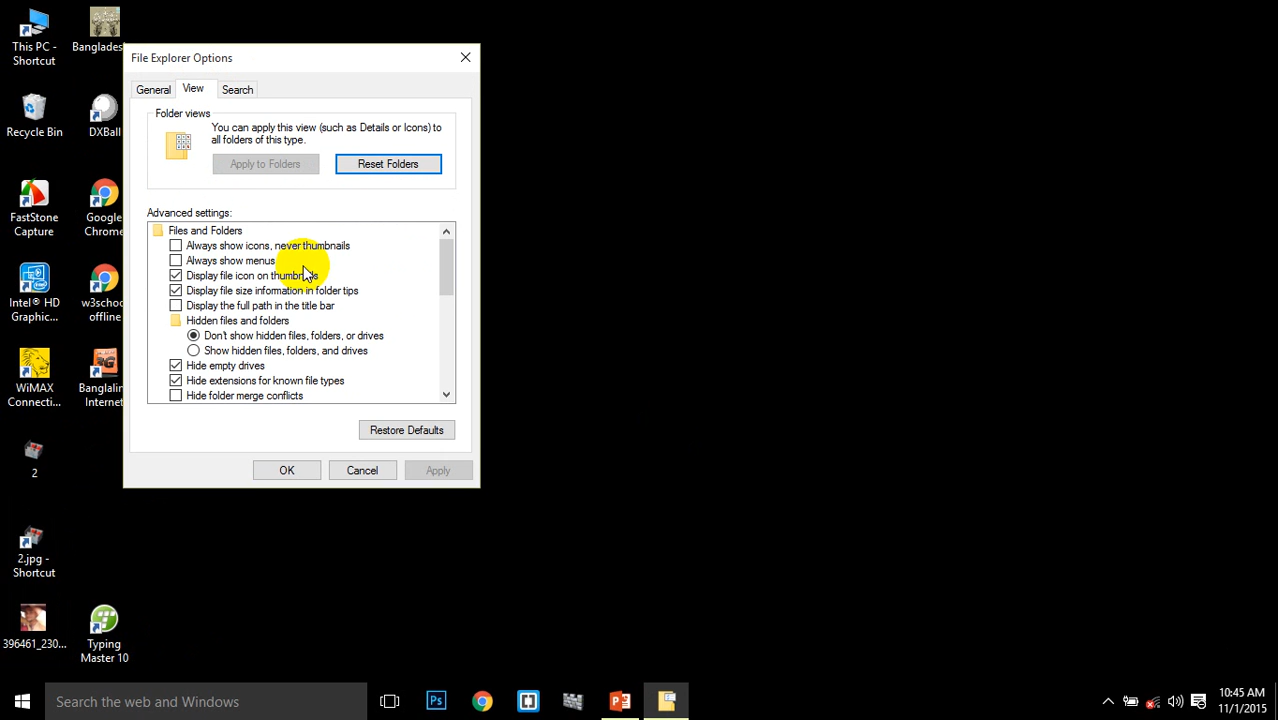 This PC -
Shortcut
Banglades
Recycle Bin
DXBall
FastStone
Capture
Google
Chrome
Intel® HD
Graphic...
w3schoo
offline
WiMAX
Connecti...
Banglalin
Internet
2
2.jpg -
Shortcut
396461_230...
Typing
Master 10
File Explorer Options
General
View
Search
Folder views
You can apply this view (such as Details or Icons) to
all folders of this type.
Apply to Folders
Reset Folders
Advanced settings:
Files and Folders
Always show icons, never thumbnails
Always show menus
Display file icon on thumbnails
Display file size information in folder tips
Display the full path in the title bar
Hidden files and folders
Don't show hidden files, folders, or drives
Show hidden files, folders, and drives
Hide empty drives
Hide extensions for known file types
Hide folder merge conflicts
Restore Defaults
OK
Cancel
Apply
Search the web and Windows
Ps
10:45 AM
11/1/2015